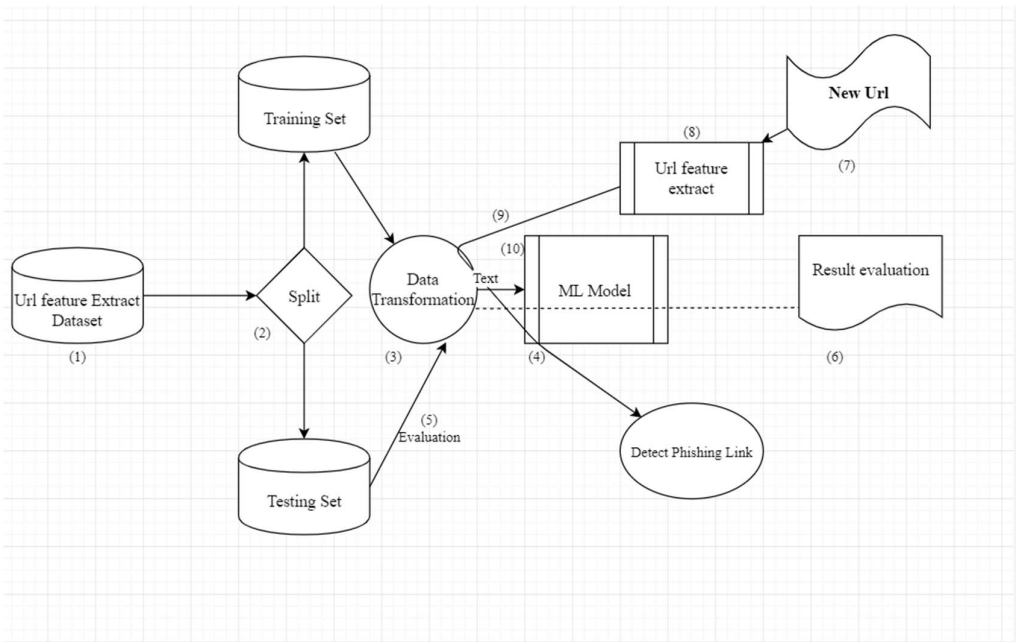 New Url
(7)
Training Set
(8)
Url feature
extract
(9)
(10)
Url feature Extract
Dataset
(1)
Split
(2)
Data
Transformation
(3)
Text
ML Model
(4)
Result evaluation
(6)
(5)
Evaluation
Detect Phishing Link
Testing Set